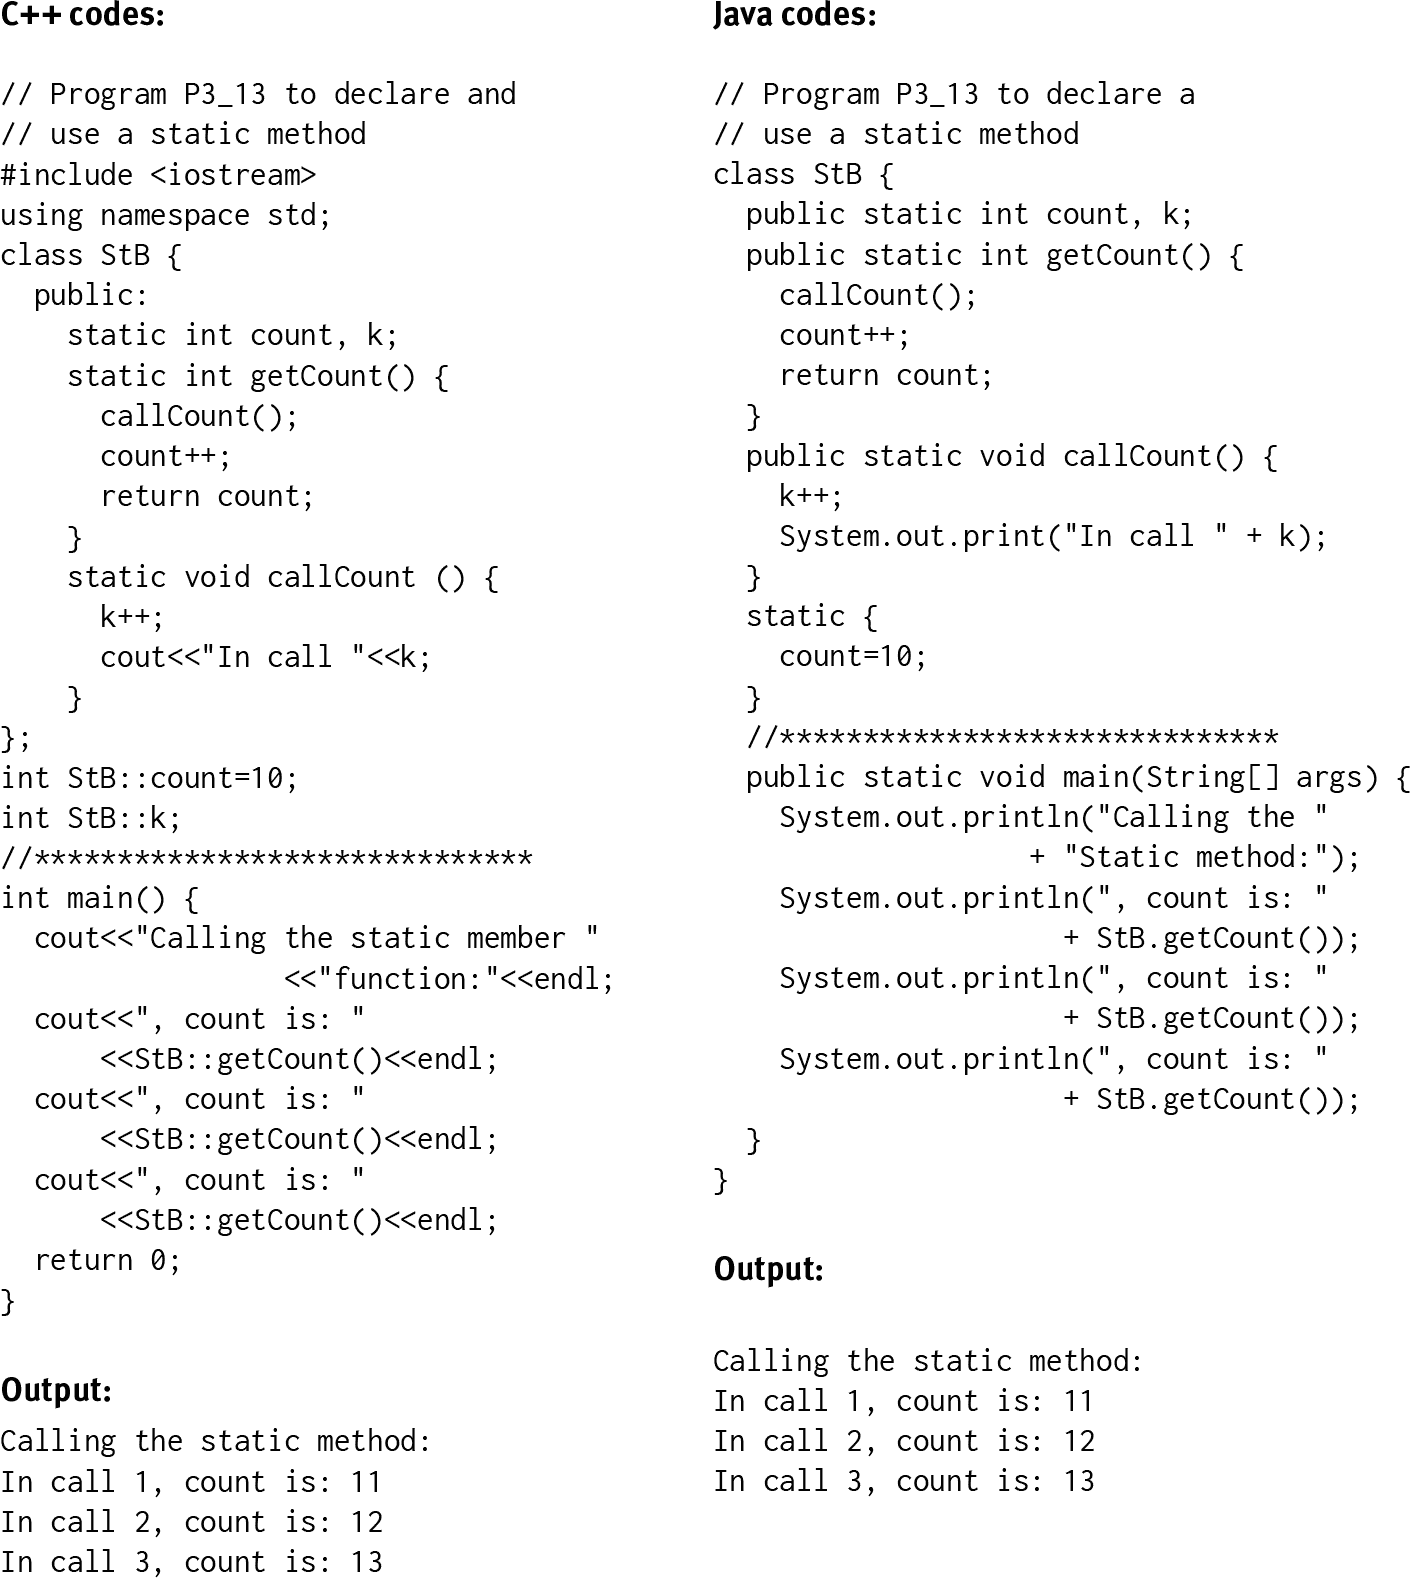 C++ codes:
// Program P3_13 to declare and
// use a static method
#include <iostream>
using namespace std;
class StB {
  public:
    static int count, k;
    static int getCount() {
      callCount();
      count++;
      return count;
    }
    static void callCount () {
      k++;
      cout<<"In call "<<k;
    }
};
int StB::count=10;
int StB::k;
//******************************
int main() {
  cout<<"Calling the static member "
                 <<"function:"<<endl;
  cout<<", count is: "
      <<StB::getCount()<<endl;
  cout<<", count is: "
      <<StB::getCount()<<endl;
  cout<<", count is: "
      <<StB::getCount()<<endl;
  return 0;
}
Output:
Calling the static method:
In call 1, count is: 11
In call 2, count is: 12
In call 3, count is: 13
Java codes:
// Program P3_13 to declare a
// use a static method
class StB {
  public static int count, k;
  public static int getCount() {
    callCount();
    count++;
    return count;
  }
  public static void callCount() {
    k++;
    System.out.print("In call " + k);
  }
  static {
    count=10;
  }
  //******************************
  public static void main(String[] args) {
    System.out.println("Calling the "
                   + "Static method:");
    System.out.println(", count is: "
                     + StB.getCount());
    System.out.println(", count is: "
                     + StB.getCount());
    System.out.println(", count is: "
                     + StB.getCount());
  }
}
Output:
Calling the static method:
In call 1, count is: 11
In call 2, count is: 12
In call 3, count is: 13